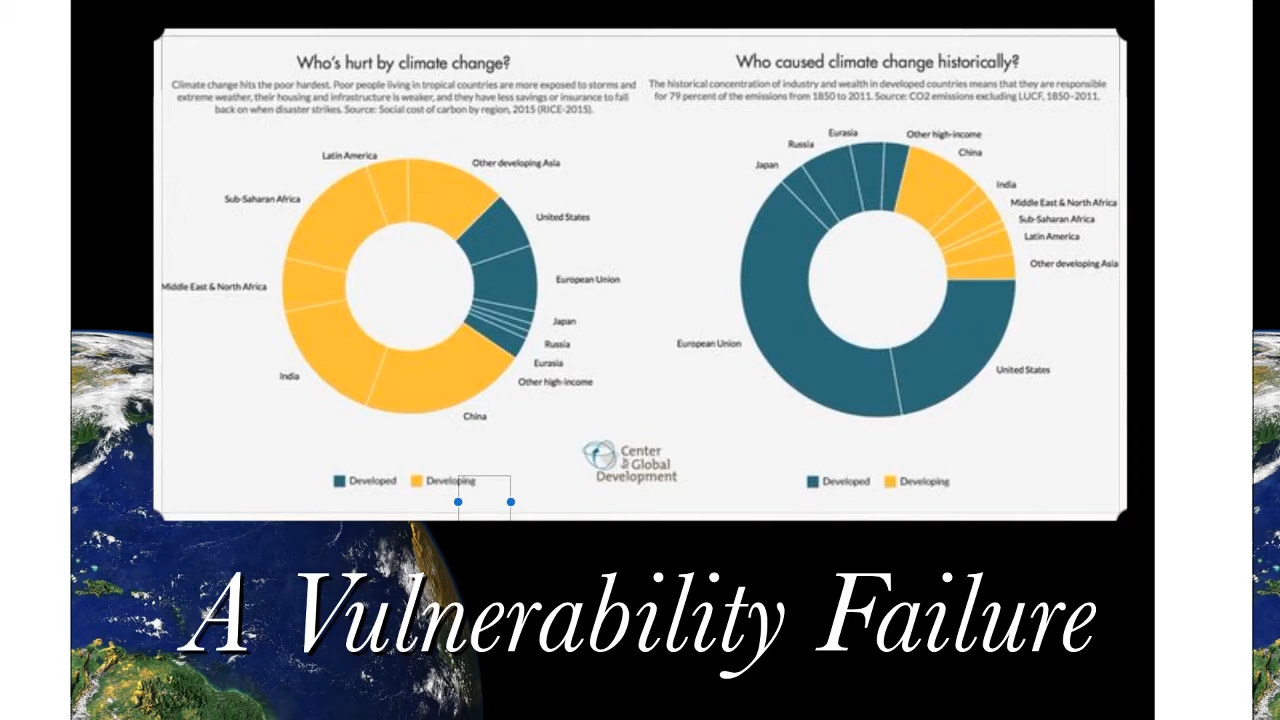 Who's hurt by climate change?
Climate change hits the poor hardest. Poor people living in tropical countries are more exposed to storms and
extreme weather, their housing and infrastructure is weaker, and they have less savings or insurance to fall
back on when disaster strikes. Source: Social cost of carbon by region, 2015 (RICE-2015).
Latin America
Other developing Asia
Sub-Saharan Africa
United States
Middle East & North Africa
European Union
Japan
Russia
Eurasia
India
Other high-income
China
Developed
Developing
Who caused climate change historically?
The historical concentration of industry and wealth in developed countries means that they are responsible
for 79 percent of the emissions from 1850 to 2011. Source: CO2 emissions excluding LUCF, 1850–2011.
Eurasia
Other high-income
Russia
China
Japan
India
Middle East & North Africa
Sub-Saharan Africa
Latin America
Other developing Asia
European Union
United States
Developed
Developing
Center
for Global
Development
A Vulnerability Failure